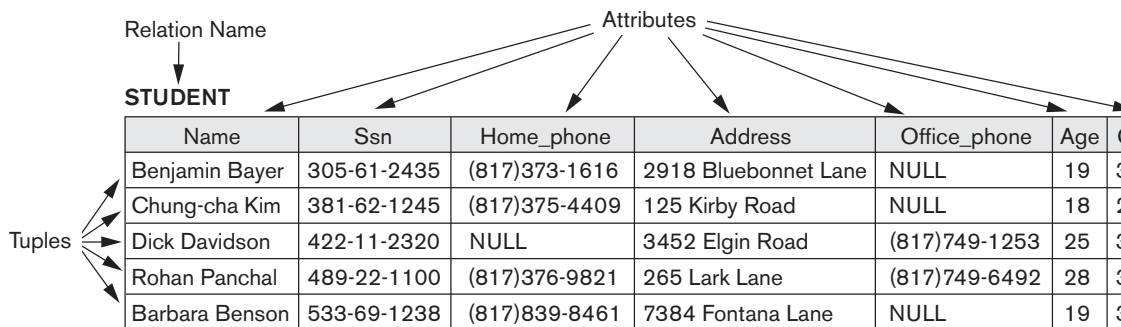 Attributes
Relation Name
STUDENT
Name Ssn Home_phone Address Office_phone Age
Benjamin Bayer 305-61-2435 (817)373-1616 2918 Bluebonnet Lane NULL 19
Chung-cha Kim 381-62-1245 (817)375-4409 125 Kirby Road NULL 18
Tuples Dick Davidson 422-11-2320 NULL 3452 Elgin Road (817)749-1253 25
Rohan Panchal 489-22-1100 (817)376-9821 265 Lark Lane (817)749-6492 28
Barbara Benson 533-69-1238 (817)839-8461 7384 Fontana Lane NULL 19